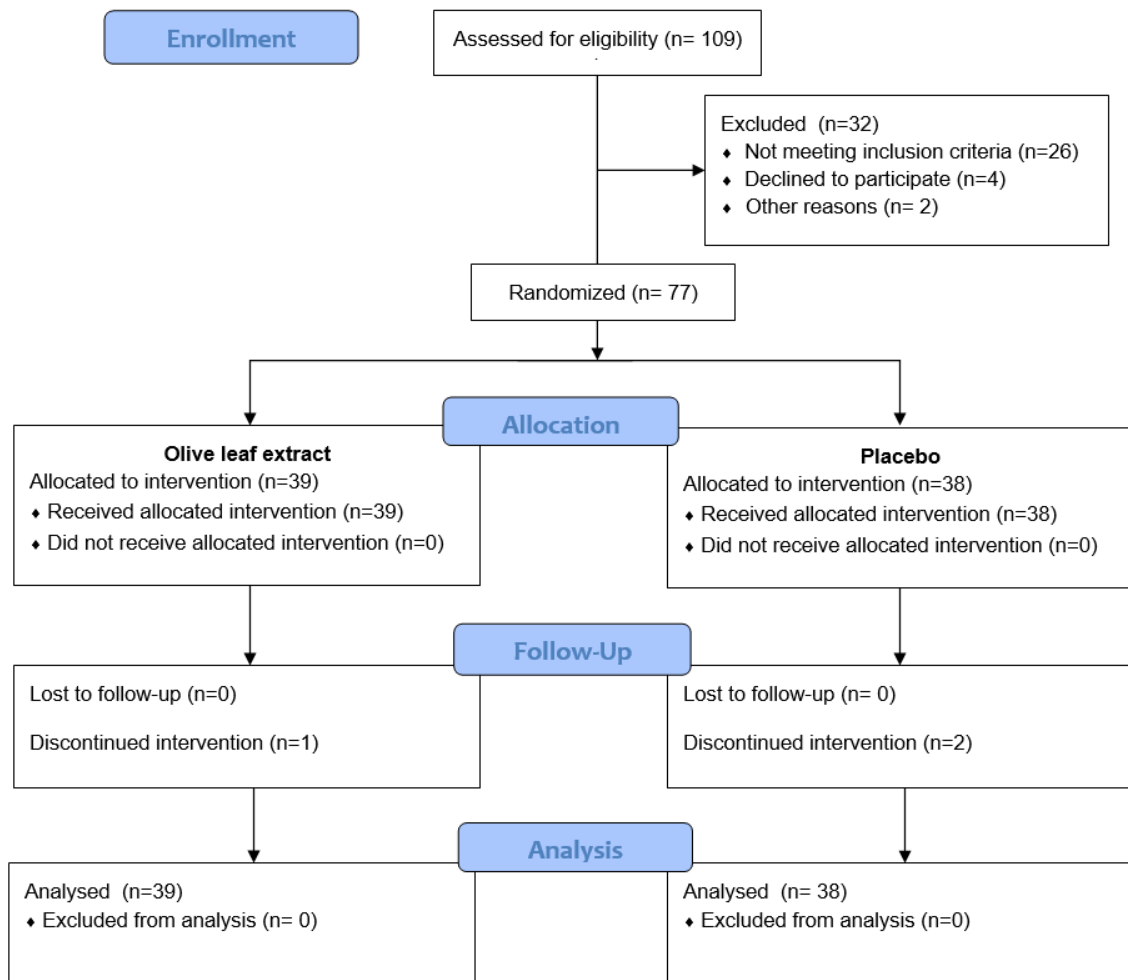 Enrollment
Assessed for eligibility (n= 109)
Excluded (n=32)
♦ Not meeting inclusion criteria (n=26)
♦ Declined to participate (n=4)
♦ Other reasons (n= 2)
Randomized (n= 77)
Allocation
Olive leaf extract
Allocated to intervention (n=39)
♦ Received allocated intervention (n=39)
♦ Did not receive allocated intervention (n=0)
Placebo
Allocated to intervention (n=38)
♦ Received allocated intervention (n=38)
♦ Did not receive allocated intervention (n=0)
Follow-Up
Lost to follow-up (n=0)
Discontinued intervention (n=1)
Lost to follow-up (n= 0)
Discontinued intervention (n=2)
Analysis
Analysed (n=39)
♦ Excluded from analysis (n= 0)
Analysed (n= 38)
♦ Excluded from analysis (n=0)